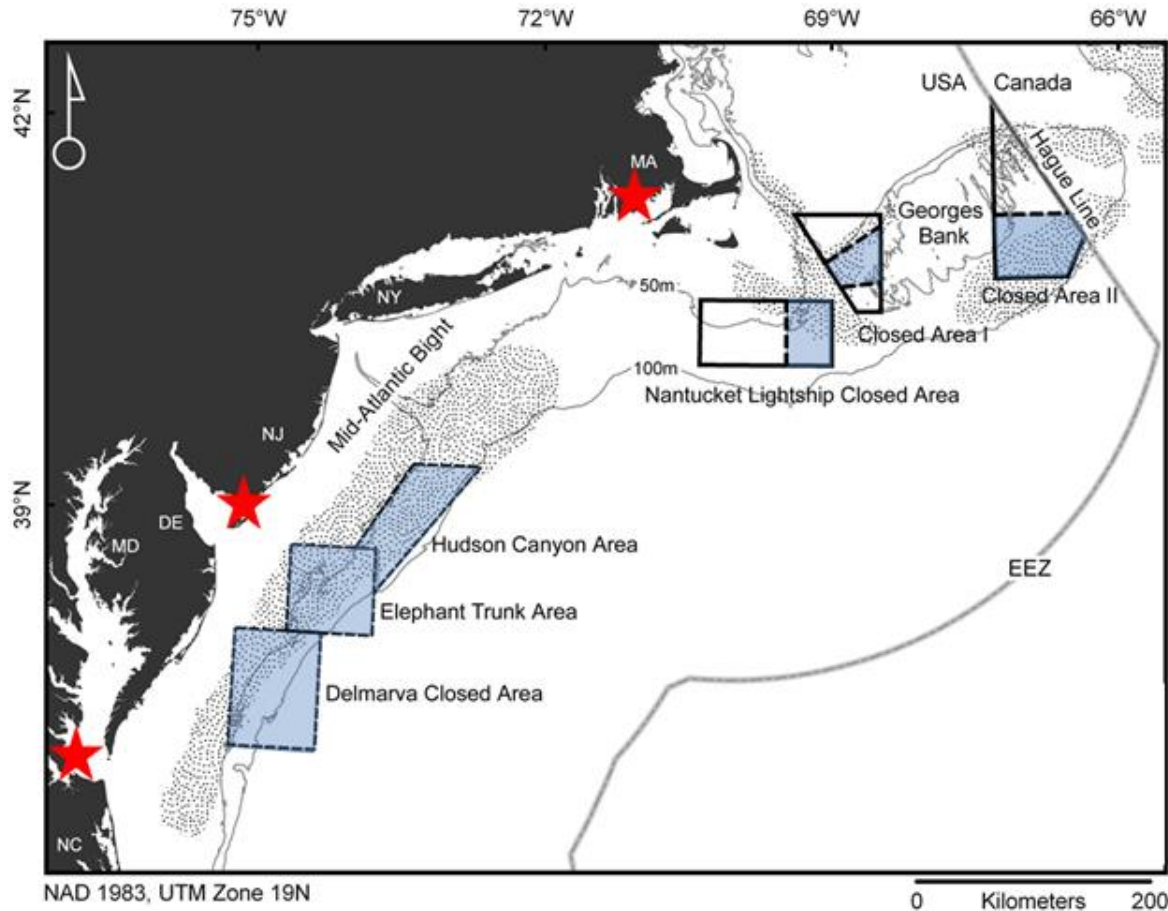 75°W
72°W
69°W
66°W
42°N
39°N
USA
Canada
Hague Line
MA
Georges
Bank
NY
50m
Closed Area II
Closed Area I
Mid-Atlantic Bight
100m
Nantucket Lightship Closed Area
NJ
DE
MD
Hudson Canyon Area
EEZ
Elephant Trunk Area
Delmarva Closed Area
NC
NAD 1983, UTM Zone 19N
0
Kilometers
200